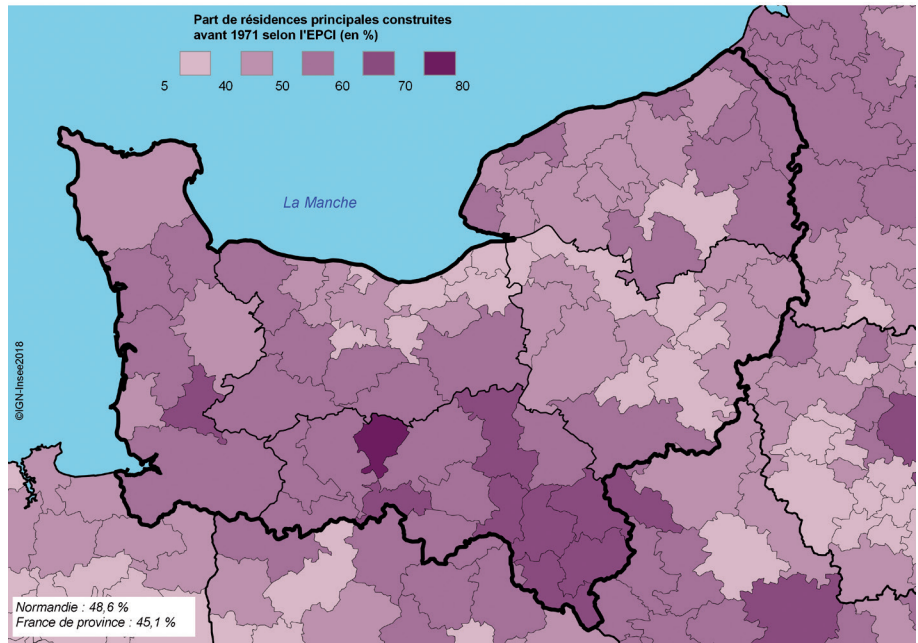 Part de résidences principales construites
avant 1971 selon l'EPCI (en %)
5 40 50 60 70 80
La Manche
©IGN-Insee2018
Normandie : 48,6 %
France de province : 45,1 %